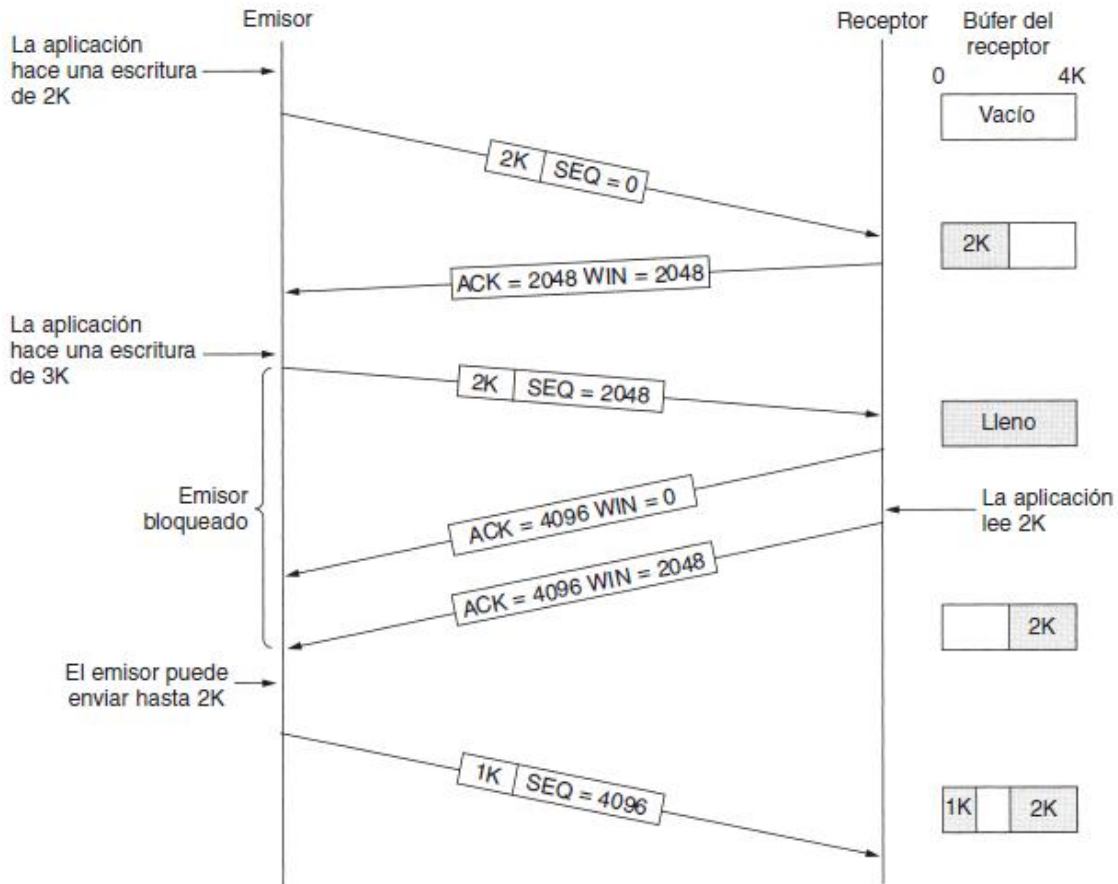 Emisor
Receptor
Búfer del
receptor
0 4K
La aplicación
hace una escritura
de 2K
Vacío
2K SEQ = 0
2K
ACK = 2048 WIN = 2048
La aplicación
hace una escritura
de 3K
2K SEQ = 2048
Lleno
Emisor
bloqueado
ACK = 4096 WIN = 0
La aplicación
lee 2K
ACK = 4096 WIN = 2048
2K
El emisor puede
enviar hasta 2K
1K SEQ = 4096
1K 2K